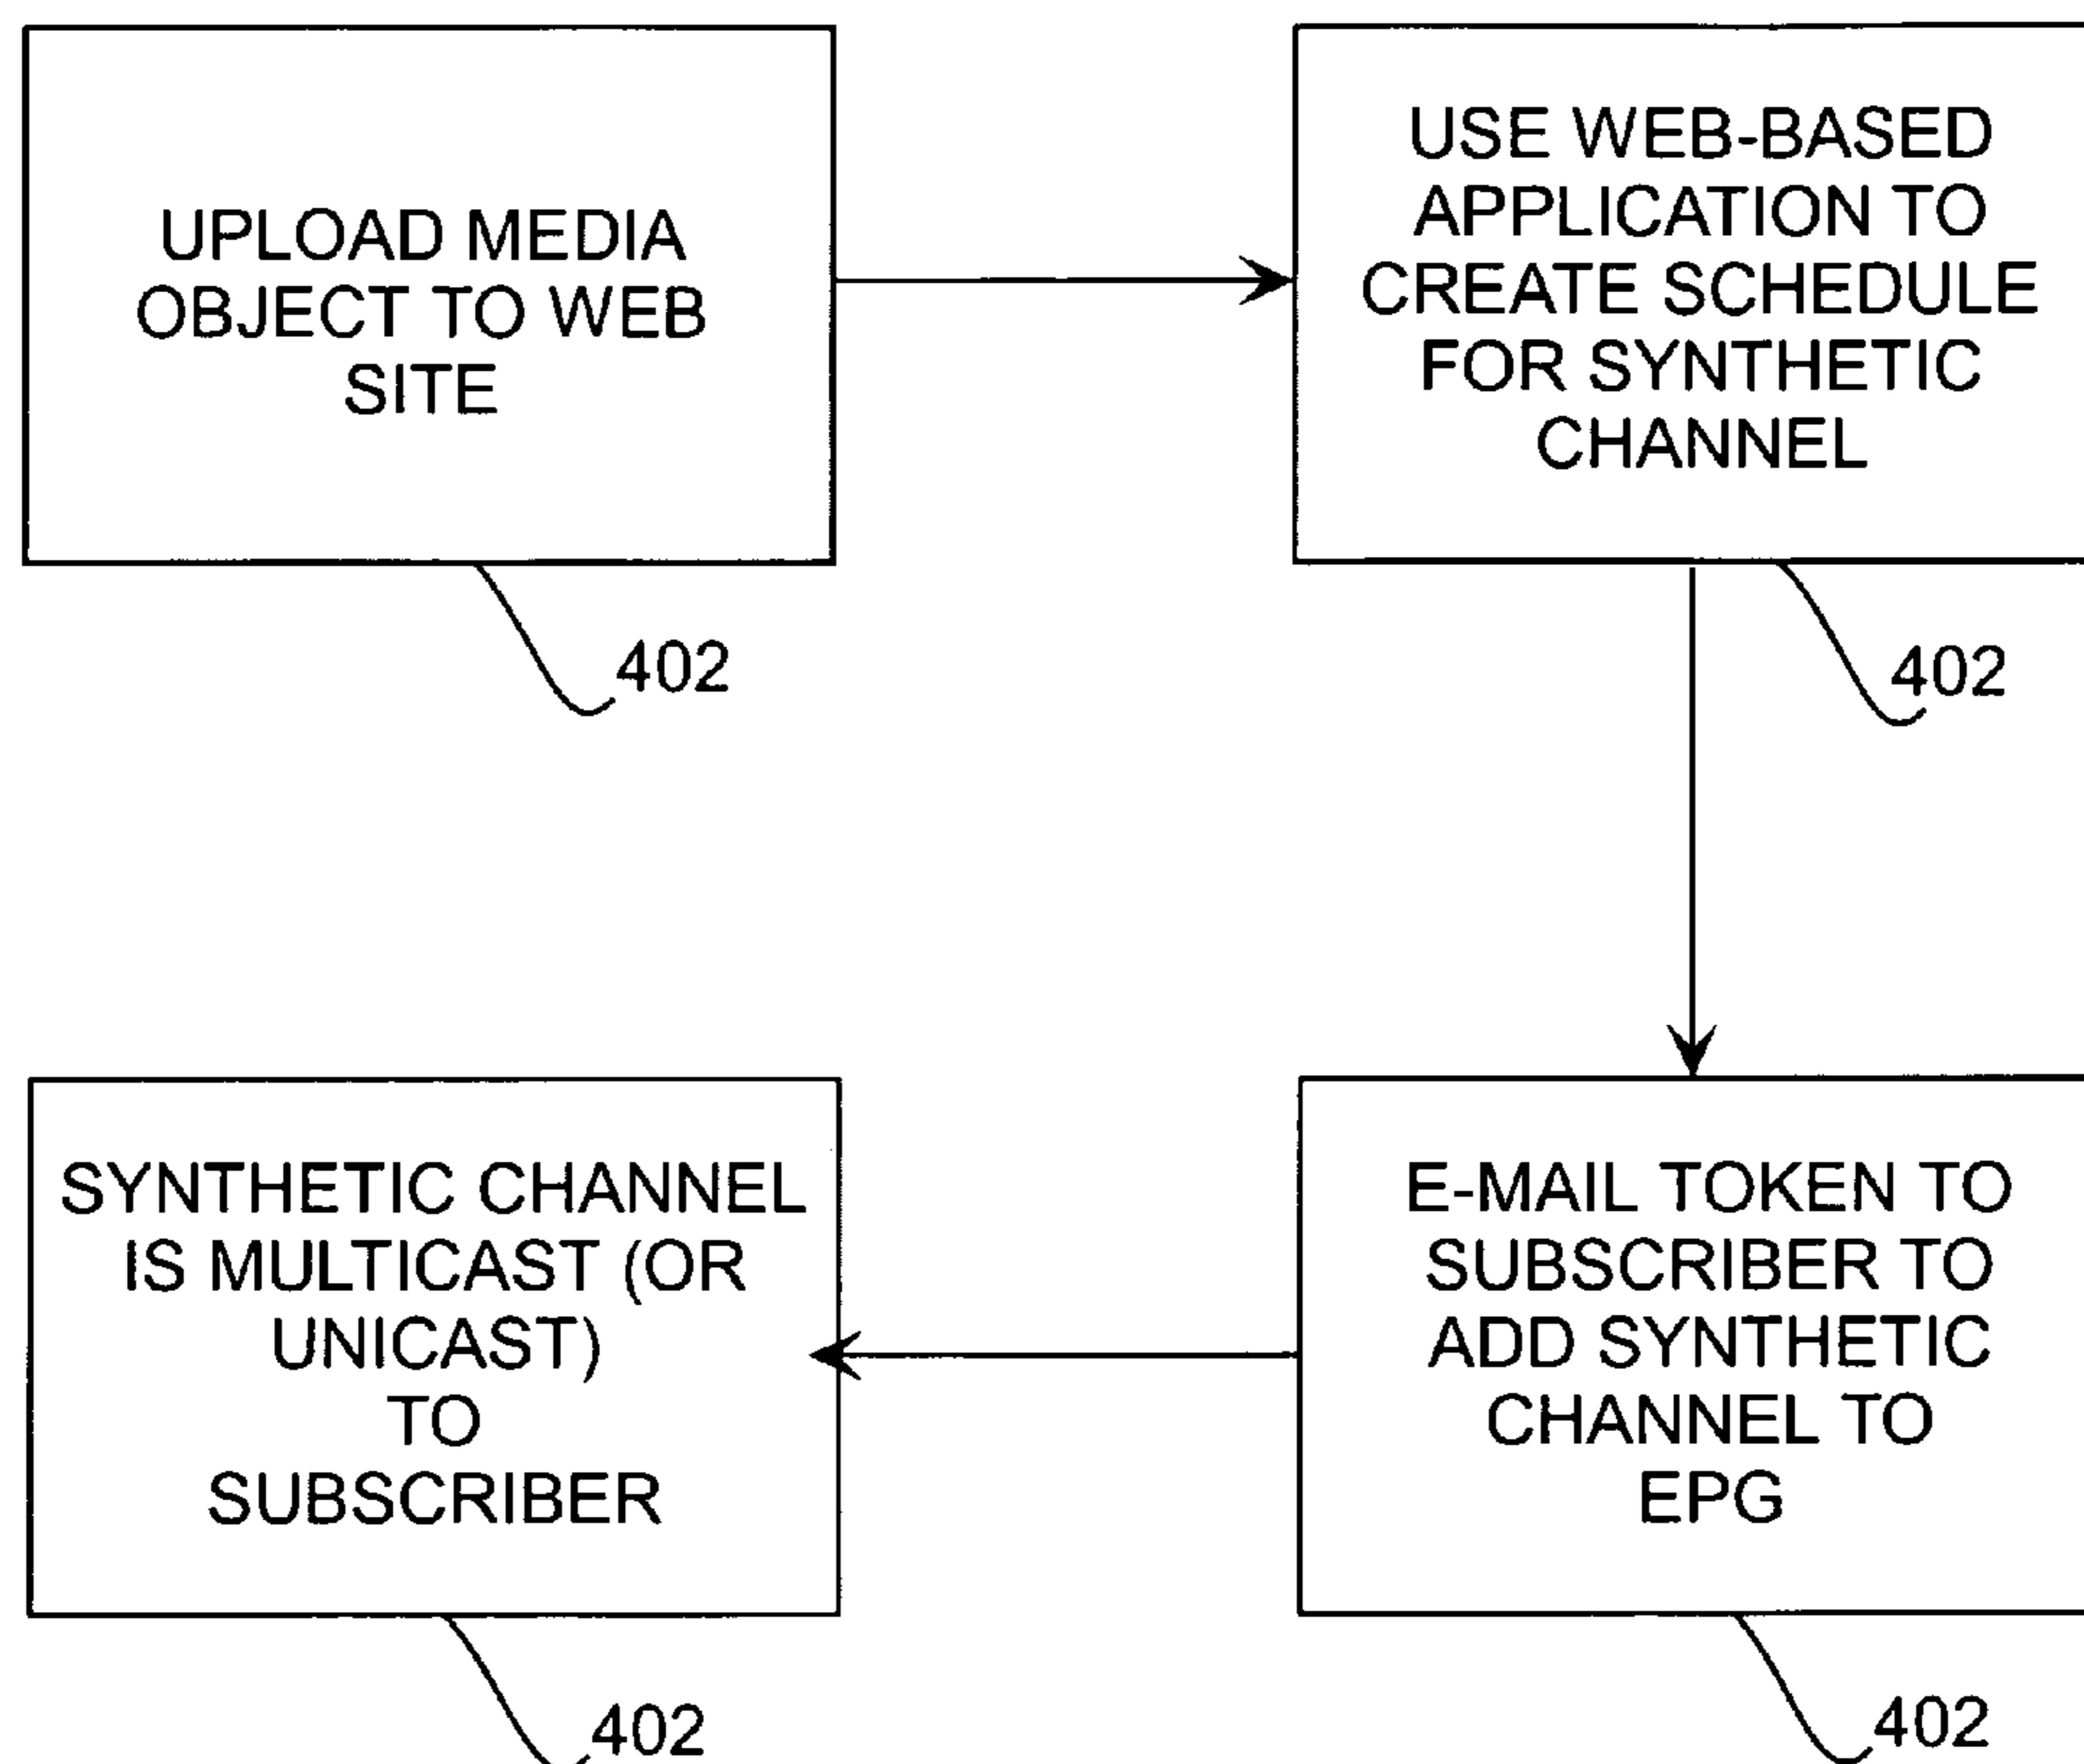 UPLOAD MEDIA
OBJECT TO WEB
SITE
402
USE WEB-BASED
APPLICATION TO
CREATE SCHEDULE
FOR SYNTHETIC
CHANNEL
402
E-MAIL TOKEN TO
SUBSCRIBER TO
ADD SYNTHETIC
CHANNEL TO
EPG
402
SYNTHETIC CHANNEL
IS MULTICAST (OR
UNICAST)
TO
SUBSCRIBER
402